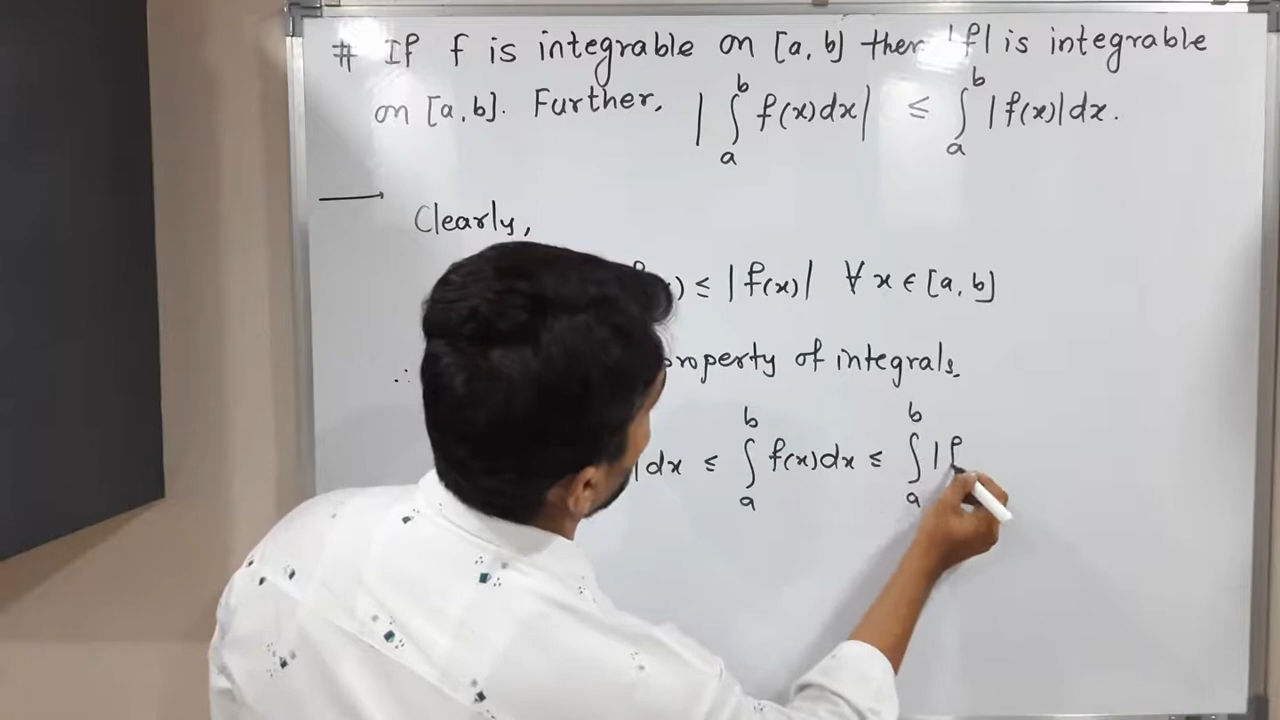 # If f is integrable on [a, b] then |f| is integrable
on [a, b]. Further, | ∫_a^b f(x)dx | ≤ ∫_a^b |f(x)|dx.
→ Clearly,
) ≤ |f(x)| ∀ x ∈ [a, b]
∴ property of integrals.
|dx ≤ ∫_a^b f(x)dx ≤ ∫_a^b |f